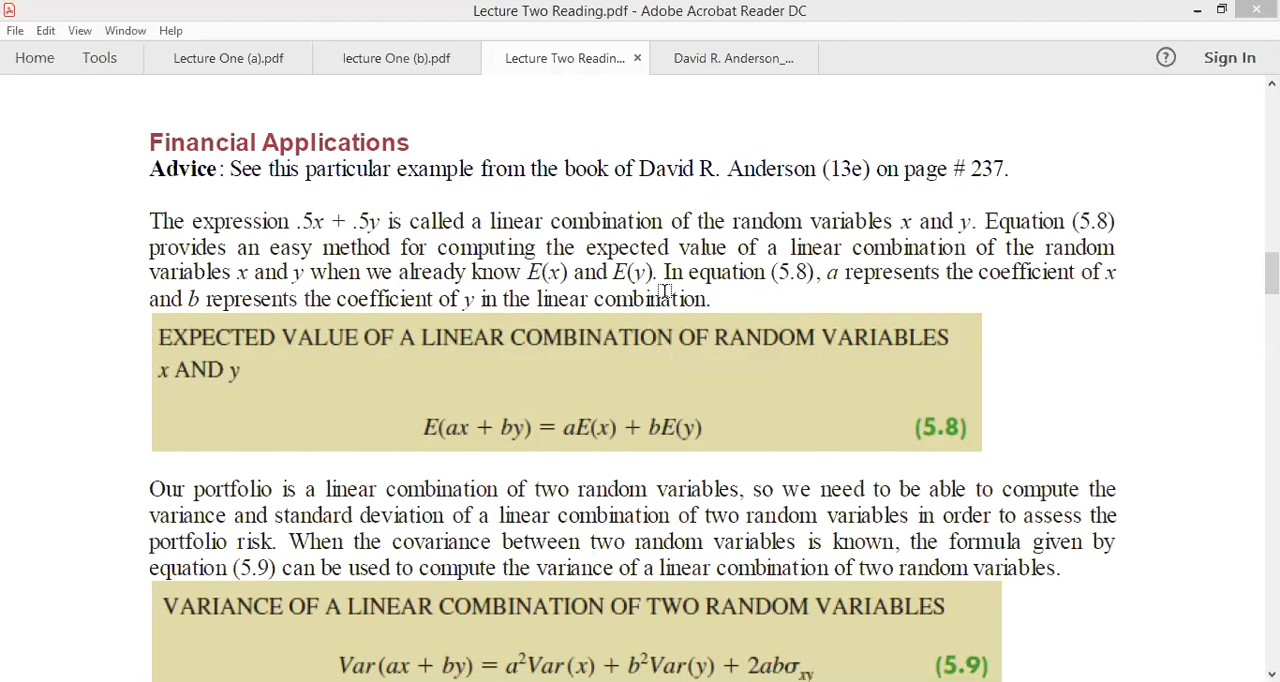 Lecture Two Reading.pdf - Adobe Acrobat Reader DC
File Edit View Window Help
Home Tools Lecture One (a).pdf lecture One (b).pdf Lecture Two Readin... × David R. Anderson_... ? Sign In
Financial Applications
Advice: See this particular example from the book of David R. Anderson (13e) on page # 237.
The expression .5x + .5y is called a linear combination of the random variables x and y. Equation (5.8)
provides an easy method for computing the expected value of a linear combination of the random
variables x and y when we already know E(x) and E(y). In equation (5.8), a represents the coefficient of x
and b represents the coefficient of y in the linear combination.
EXPECTED VALUE OF A LINEAR COMBINATION OF RANDOM VARIABLES
x AND y
E(ax + by) = aE(x) + bE(y) (5.8)
Our portfolio is a linear combination of two random variables, so we need to be able to compute the
variance and standard deviation of a linear combination of two random variables in order to assess the
portfolio risk. When the covariance between two random variables is known, the formula given by
equation (5.9) can be used to compute the variance of a linear combination of two random variables.
VARIANCE OF A LINEAR COMBINATION OF TWO RANDOM VARIABLES
Var(ax + by) = a²Var(x) + b²Var(y) + 2abσxy (5.9)